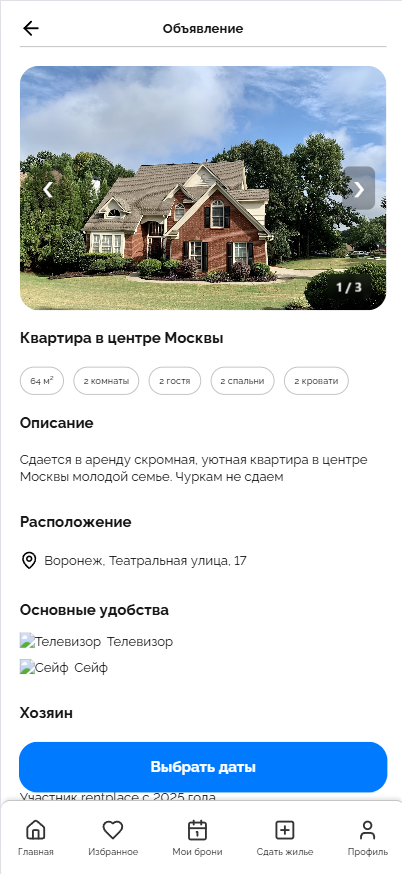 Объявление
1 / 3
Квартира в центре Москвы
64 м²
2 комнаты
2 гостя
2 спальни
2 кровати
Описание
Сдается в аренду скромная, уютная квартира в центре
Москвы молодой семье. Чуркам не сдаем
Расположение
Воронеж, Театральная улица, 17
Основные удобства
Телевизор Телевизор
Сейф Сейф
Хозяин
Выбрать даты
Участник rentplace с 2025 года
Главная
Избранное
Мои брони
Сдать жилье
Профиль